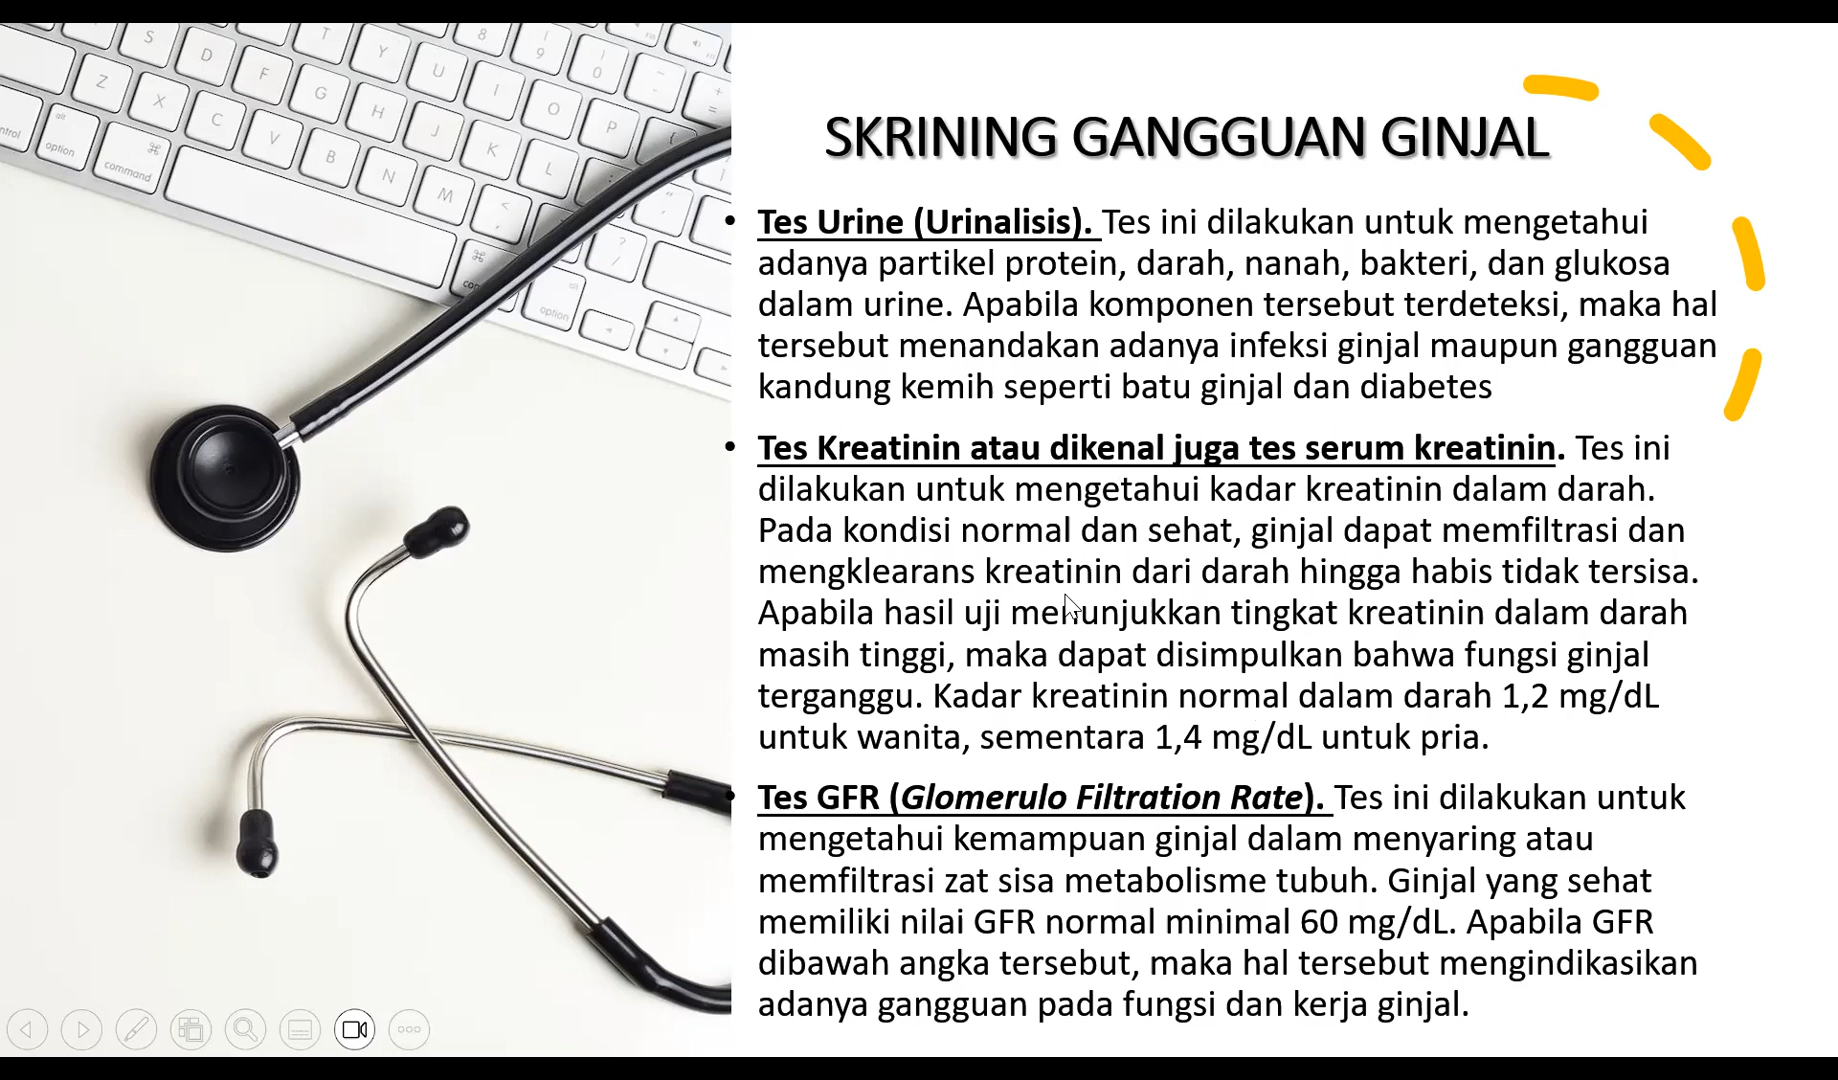 SKRINING GANGGUAN GINJAL
• Tes Urine (Urinalisis). Tes ini dilakukan untuk mengetahui
adanya partikel protein, darah, nanah, bakteri, dan glukosa
dalam urine. Apabila komponen tersebut terdeteksi, maka hal
tersebut menandakan adanya infeksi ginjal maupun gangguan
kandung kemih seperti batu ginjal dan diabetes
• Tes Kreatinin atau dikenal juga tes serum kreatinin. Tes ini
dilakukan untuk mengetahui kadar kreatinin dalam darah.
Pada kondisi normal dan sehat, ginjal dapat memfiltrasi dan
mengklearans kreatinin dari darah hingga habis tidak tersisa.
Apabila hasil uji menunjukkan tingkat kreatinin dalam darah
masih tinggi, maka dapat disimpulkan bahwa fungsi ginjal
terganggu. Kadar kreatinin normal dalam darah 1,2 mg/dL
untuk wanita, sementara 1,4 mg/dL untuk pria.
• Tes GFR (Glomerulo Filtration Rate). Tes ini dilakukan untuk
mengetahui kemampuan ginjal dalam menyaring atau
memfiltrasi zat sisa metabolisme tubuh. Ginjal yang sehat
memiliki nilai GFR normal minimal 60 mg/dL. Apabila GFR
dibawah angka tersebut, maka hal tersebut mengindikasikan
adanya gangguan pada fungsi dan kerja ginjal.
S D F G H J K L
T Y U I O P
Z X C V B N M
8 9 0
option
command
option